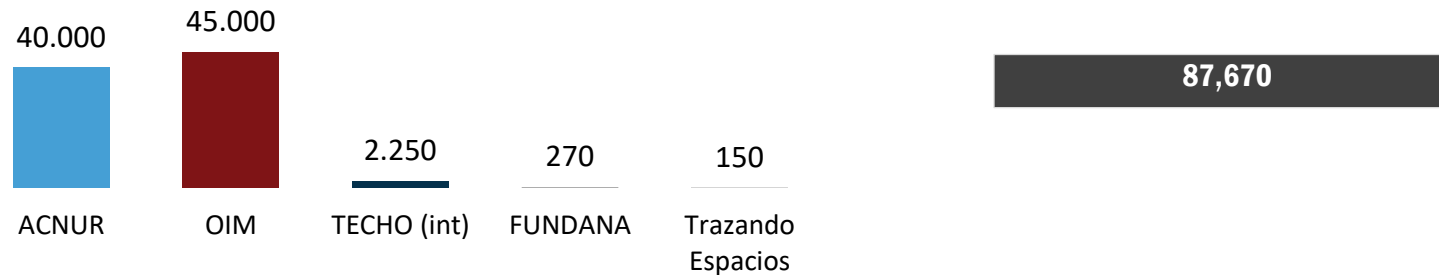 45.000
40.000
87,670
2.250
270
150
ACNUR
OIM
TECHO (int)
FUNDANA
Trazando
Espacios